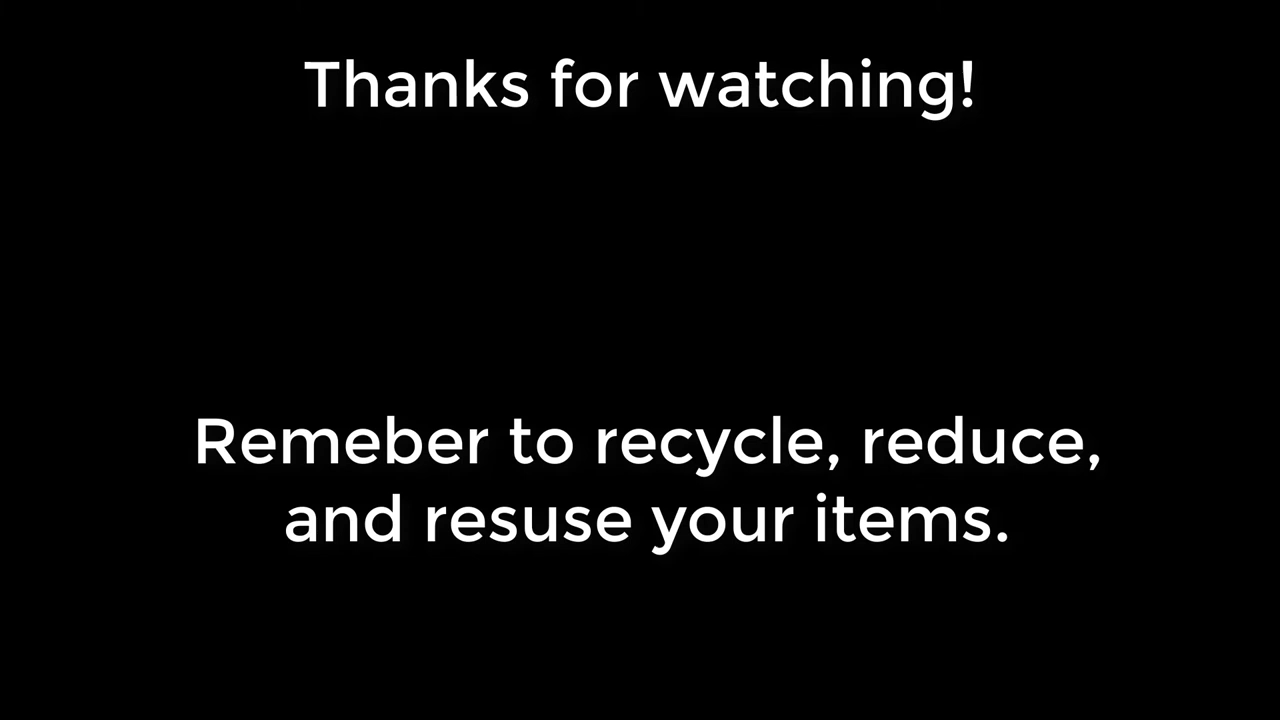 Thanks for watching!
Remeber to recycle, reduce,
and resuse your items.